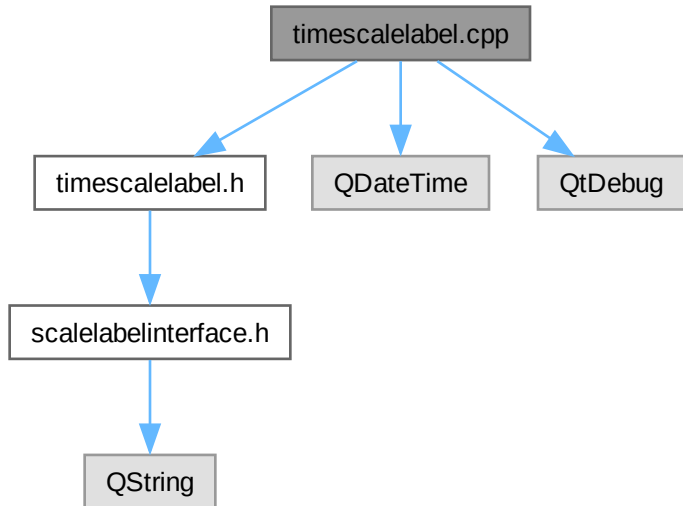 timescalelabel.cpp
timescalelabel.h
QDateTime
QtDebug
scalelabelinterface.h
QString